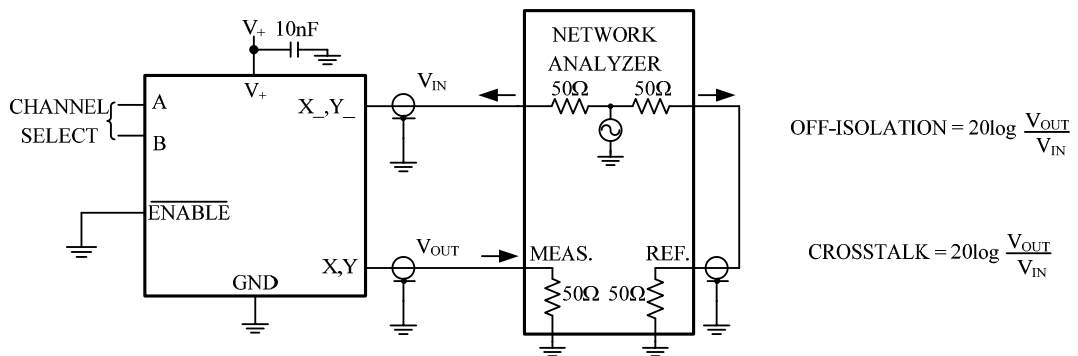 V+ 10nF
V+
CHANNEL
SELECT
A
B
X_,Y_
VIN
ENABLE
X,Y
VOUT
GND
NETWORK
ANALYZER
50Ω 50Ω
MEAS. REF.
50Ω 50Ω
OFF-ISOLATION = 20log VOUT/VIN
CROSSTALK = 20log VOUT/VIN